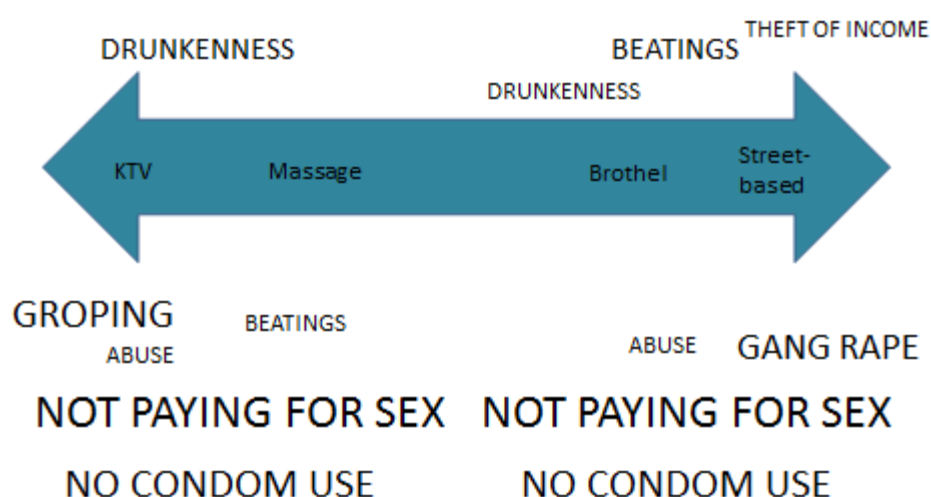 THEFT OF INCOME
DRUNKENNESS
BEATINGS
DRUNKENNESS
KTV
Massage
Brothel
Street-
based
GROPING
BEATINGS
ABUSE
ABUSE
GANG RAPE
NOT PAYING FOR SEX
NOT PAYING FOR SEX
NO CONDOM USE
NO CONDOM USE